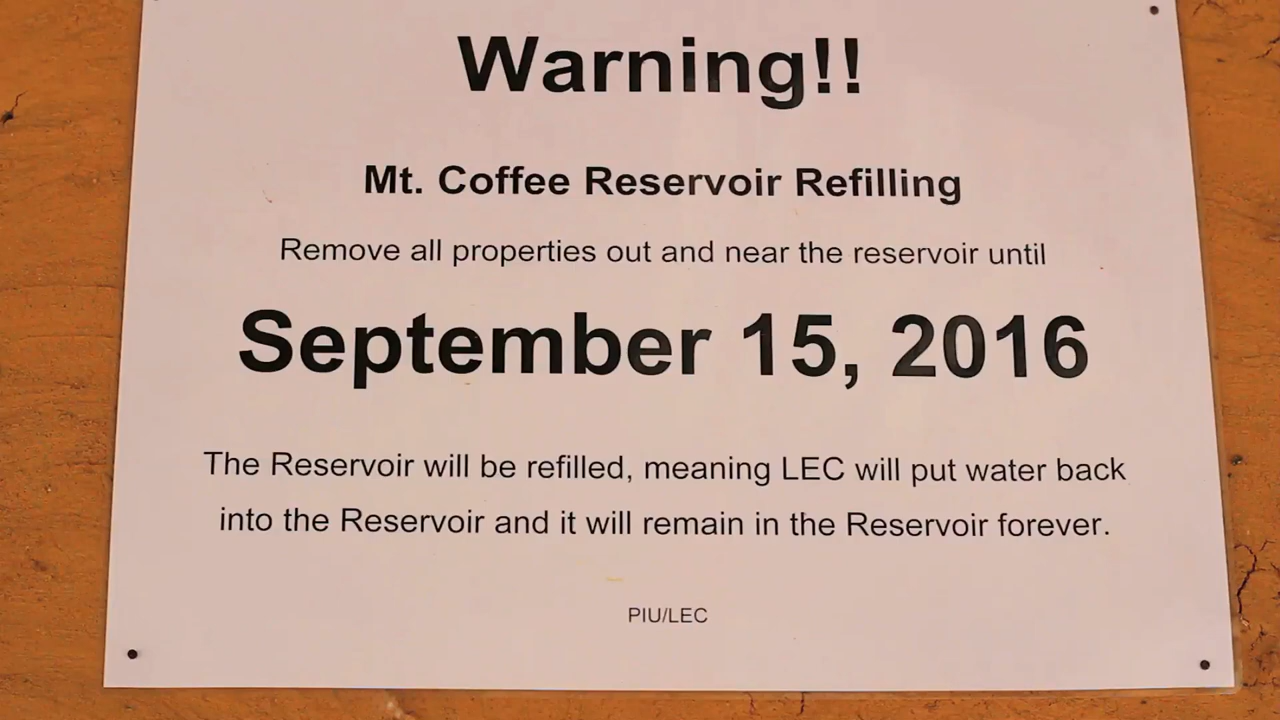 Warning!!
Mt. Coffee Reservoir Refilling
Remove all properties out and near the reservoir until
September 15, 2016
The Reservoir will be refilled, meaning LEC will put water back
into the Reservoir and it will remain in the Reservoir forever.
PIU/LEC